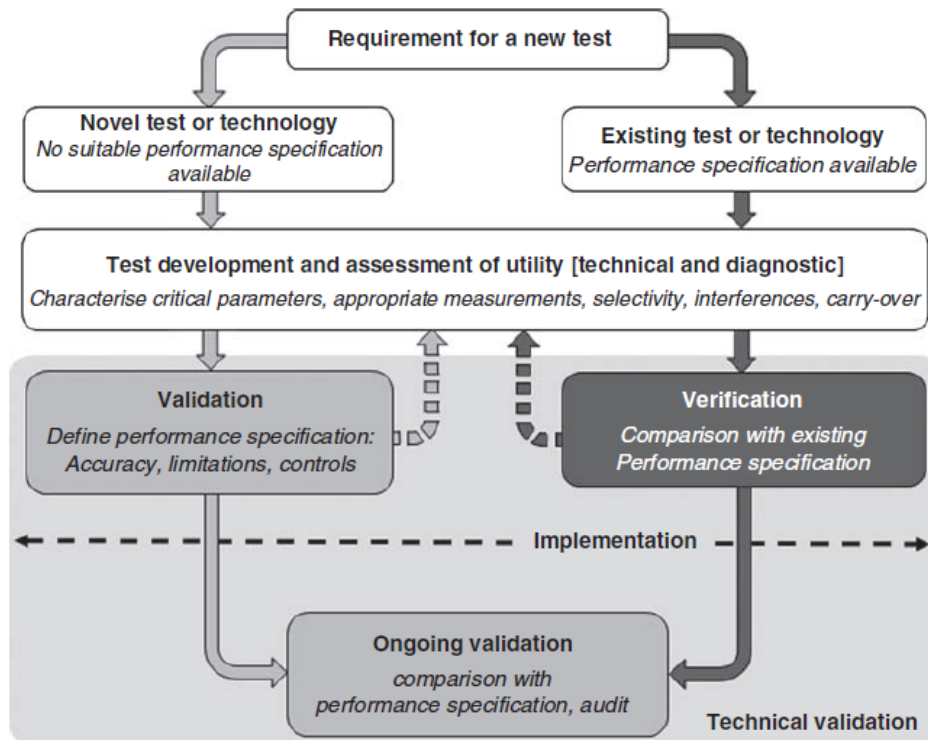 Requirement for a new test
Novel test or technology
No suitable performance specification
available
Existing test or technology
Performance specification available
Test development and assessment of utility [technical and diagnostic]
Characterise critical parameters, appropriate measurements, selectivity, interferences, carry-over
Validation
Define performance specification:
Accuracy, limitations, controls
Verification
Comparison with existing
Performance specification
Implementation
Ongoing validation
comparison with
performance specification, audit
Technical validation